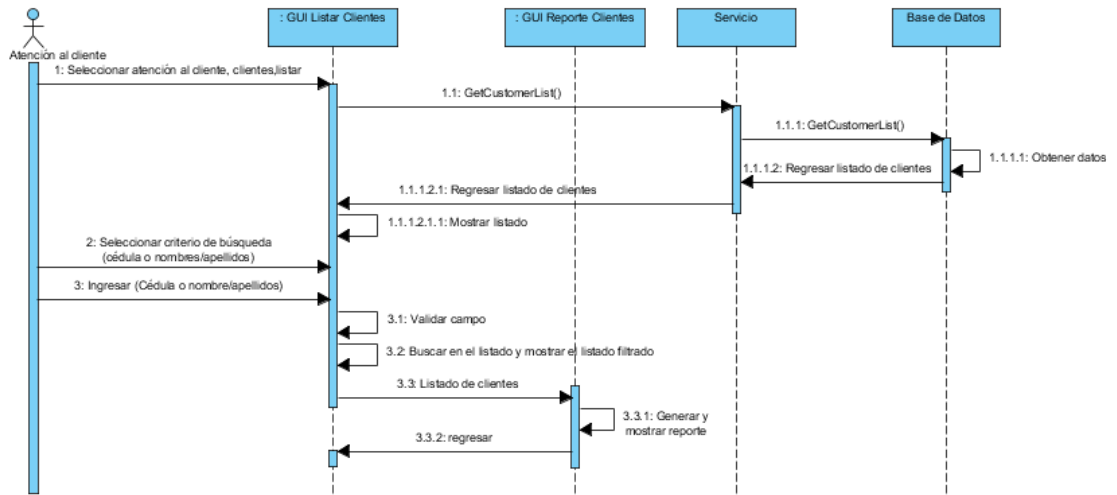 : GUI Listar Clientes
: GUI Reporte Clientes
Servicio
Base de Datos
Atención al cliente
1: Seleccionar atención al cliente, clientes,listar
1.1: GetCustomerList()
1.1.1: GetCustomerList()
1.1.1.1: Obtener datos
1.1.1.2: Regresar listado de clientes
1.1.1.2.1: Regresar listado de clientes
1.1.1.2.1.1: Mostrar listado
2: Seleccionar criterio de búsqueda
(cédula o nombres/apellidos)
3: Ingresar (Cédula o nombre/apellidos)
3.1: Validar campo
3.2: Buscar en el listado y mostrar el listado filtrado
3.3: Listado de clientes
3.3.1: Generar y
mostrar reporte
3.3.2: regresar